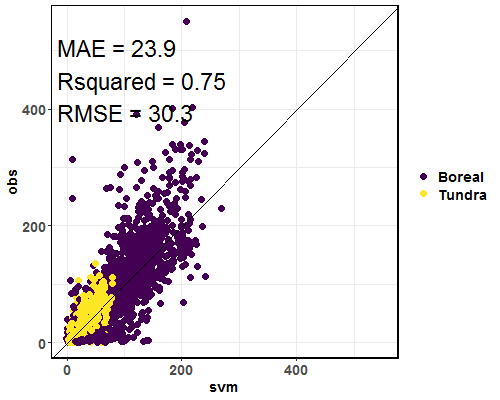 MAE = 23.9
Rsquared = 0.75
RMSE = 30.3
400
200
0
obs
0 200 400
svm
Boreal
Tundra